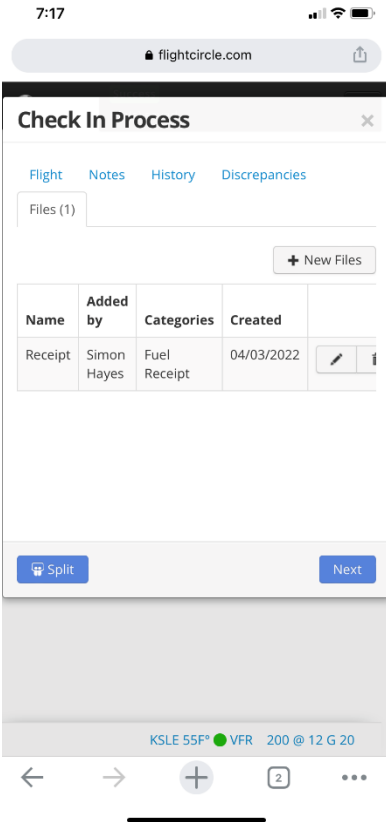 7:17
flightcircle.com
Check In Process ×
Flight Notes History Discrepancies
Files (1)
+ New Files
Name Added by Categories Created
Receipt Simon Hayes Fuel Receipt 04/03/2022
Split Next
KSLE 55F° VFR 200 @ 12 G 20
2